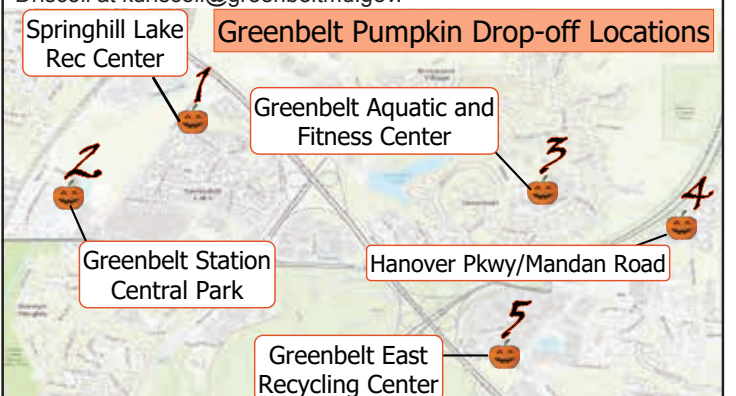 Greenbelt Pumpkin Drop-off Locations
Springhill Lake
Rec Center
1
Greenbelt Aquatic and
Fitness Center
3
2
4
Greenbelt Station
Central Park
Hanover Pkwy/Mandan Road
5
Greenbelt East
Recycling Center